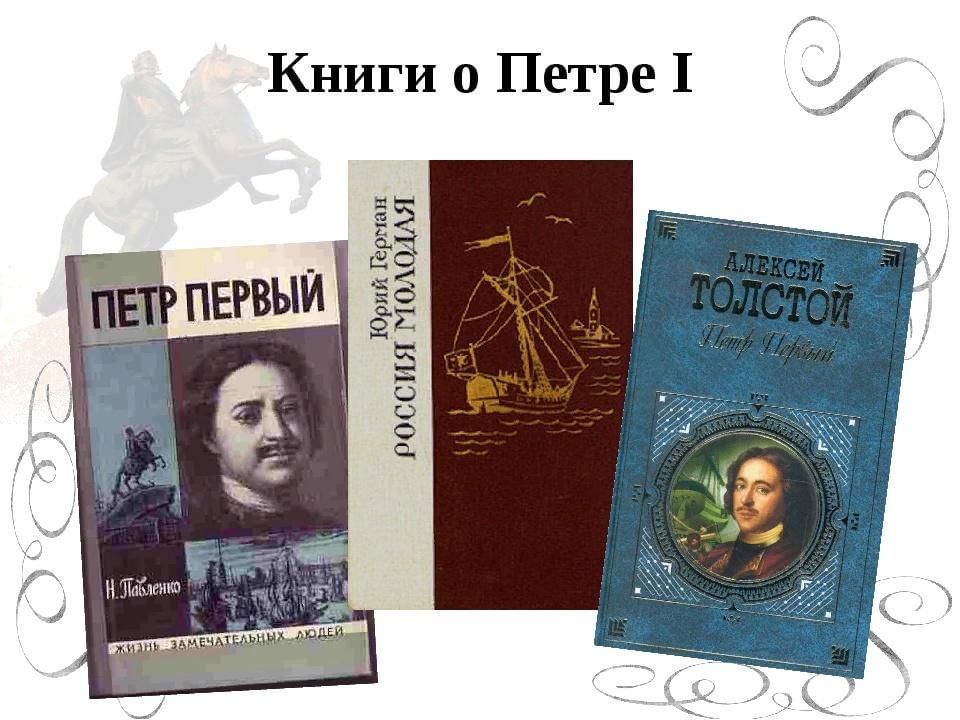 Книги о Петре I
ПЕТР ПЕРВЫЙ
Н. Павленко
ЖИЗНЬ ЗАМЕЧАТЕЛЬНЫХ ЛЮДЕЙ
Юрий Герман
РОССИЯ МОЛОДАЯ
АЛЕКСЕЙ
ТОЛСТОЙ
Петр Первый